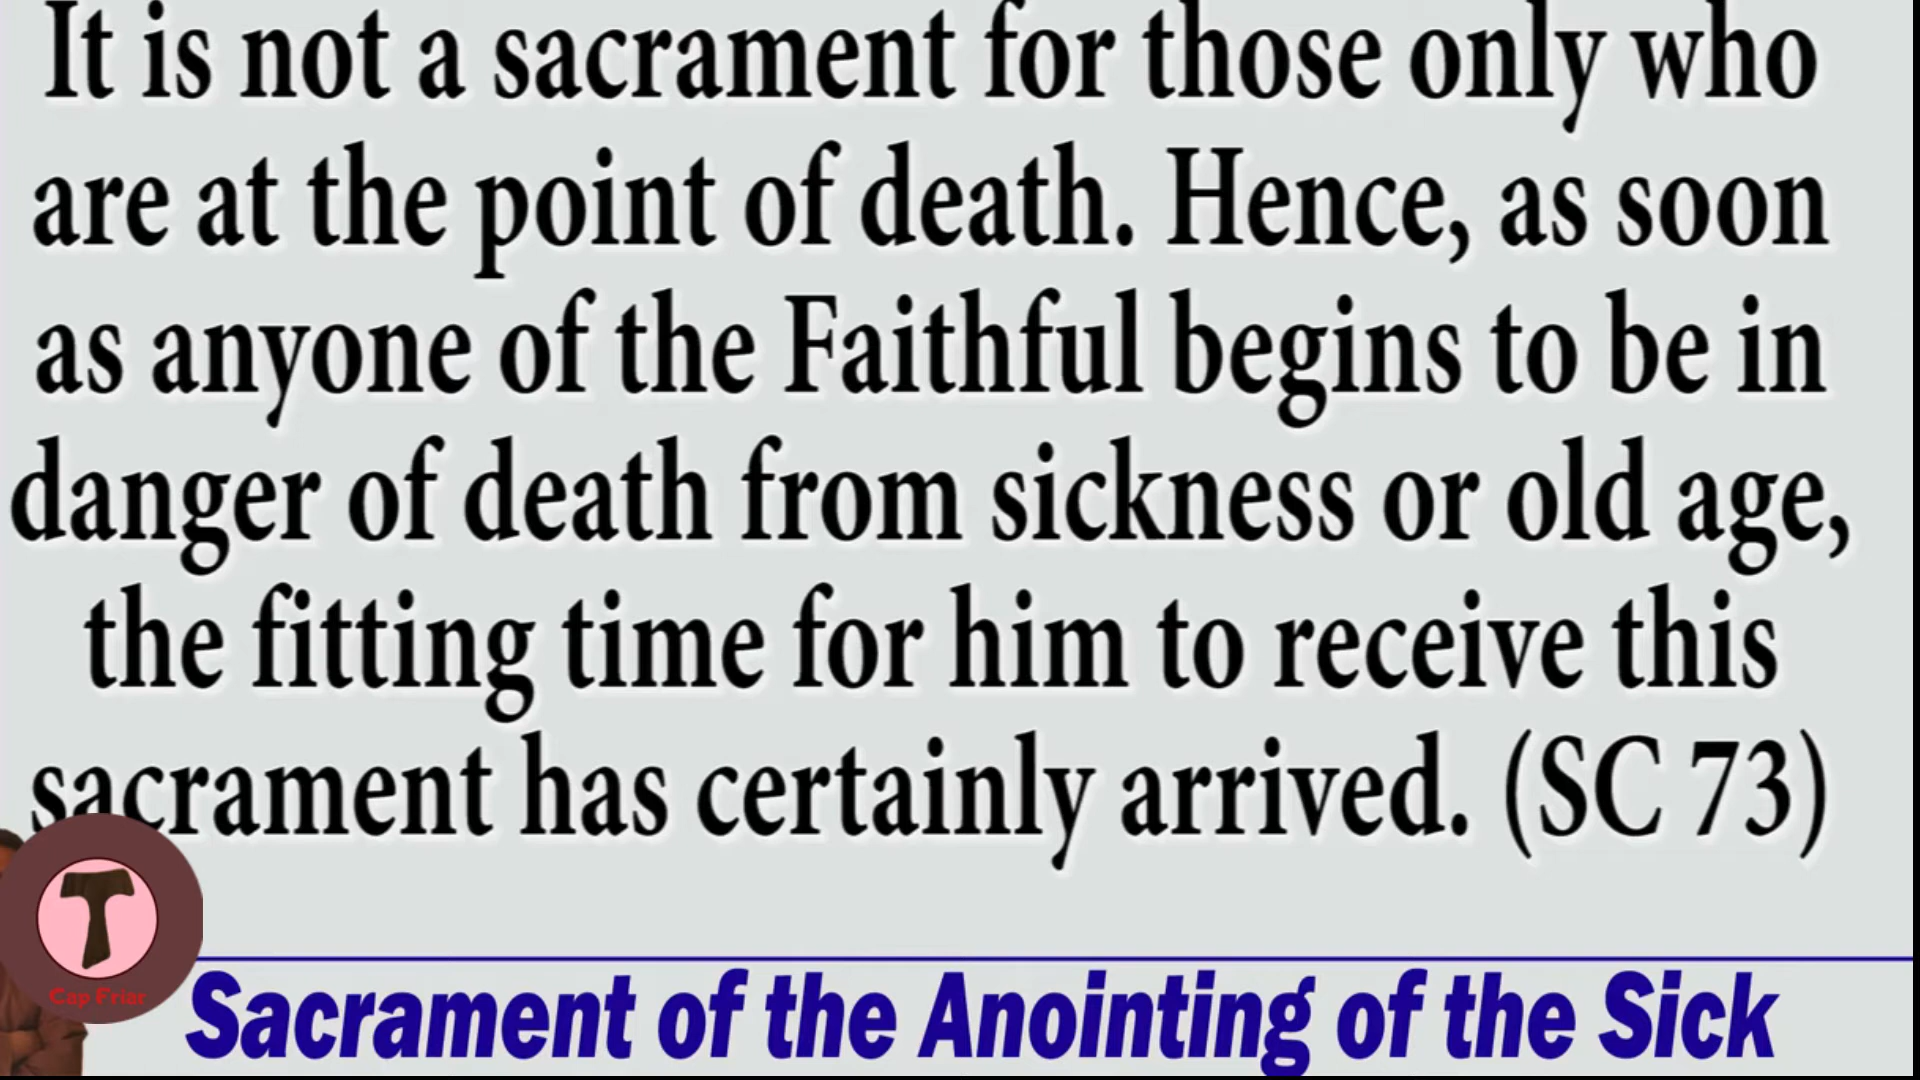 It is not a sacrament for those only who
are at the point of death. Hence, as soon
as anyone of the Faithful begins to be in
danger of death from sickness or old age,
the fitting time for him to receive this
sacrament has certainly arrived. (SC 73)
Cap Friar
Sacrament of the Anointing of the Sick